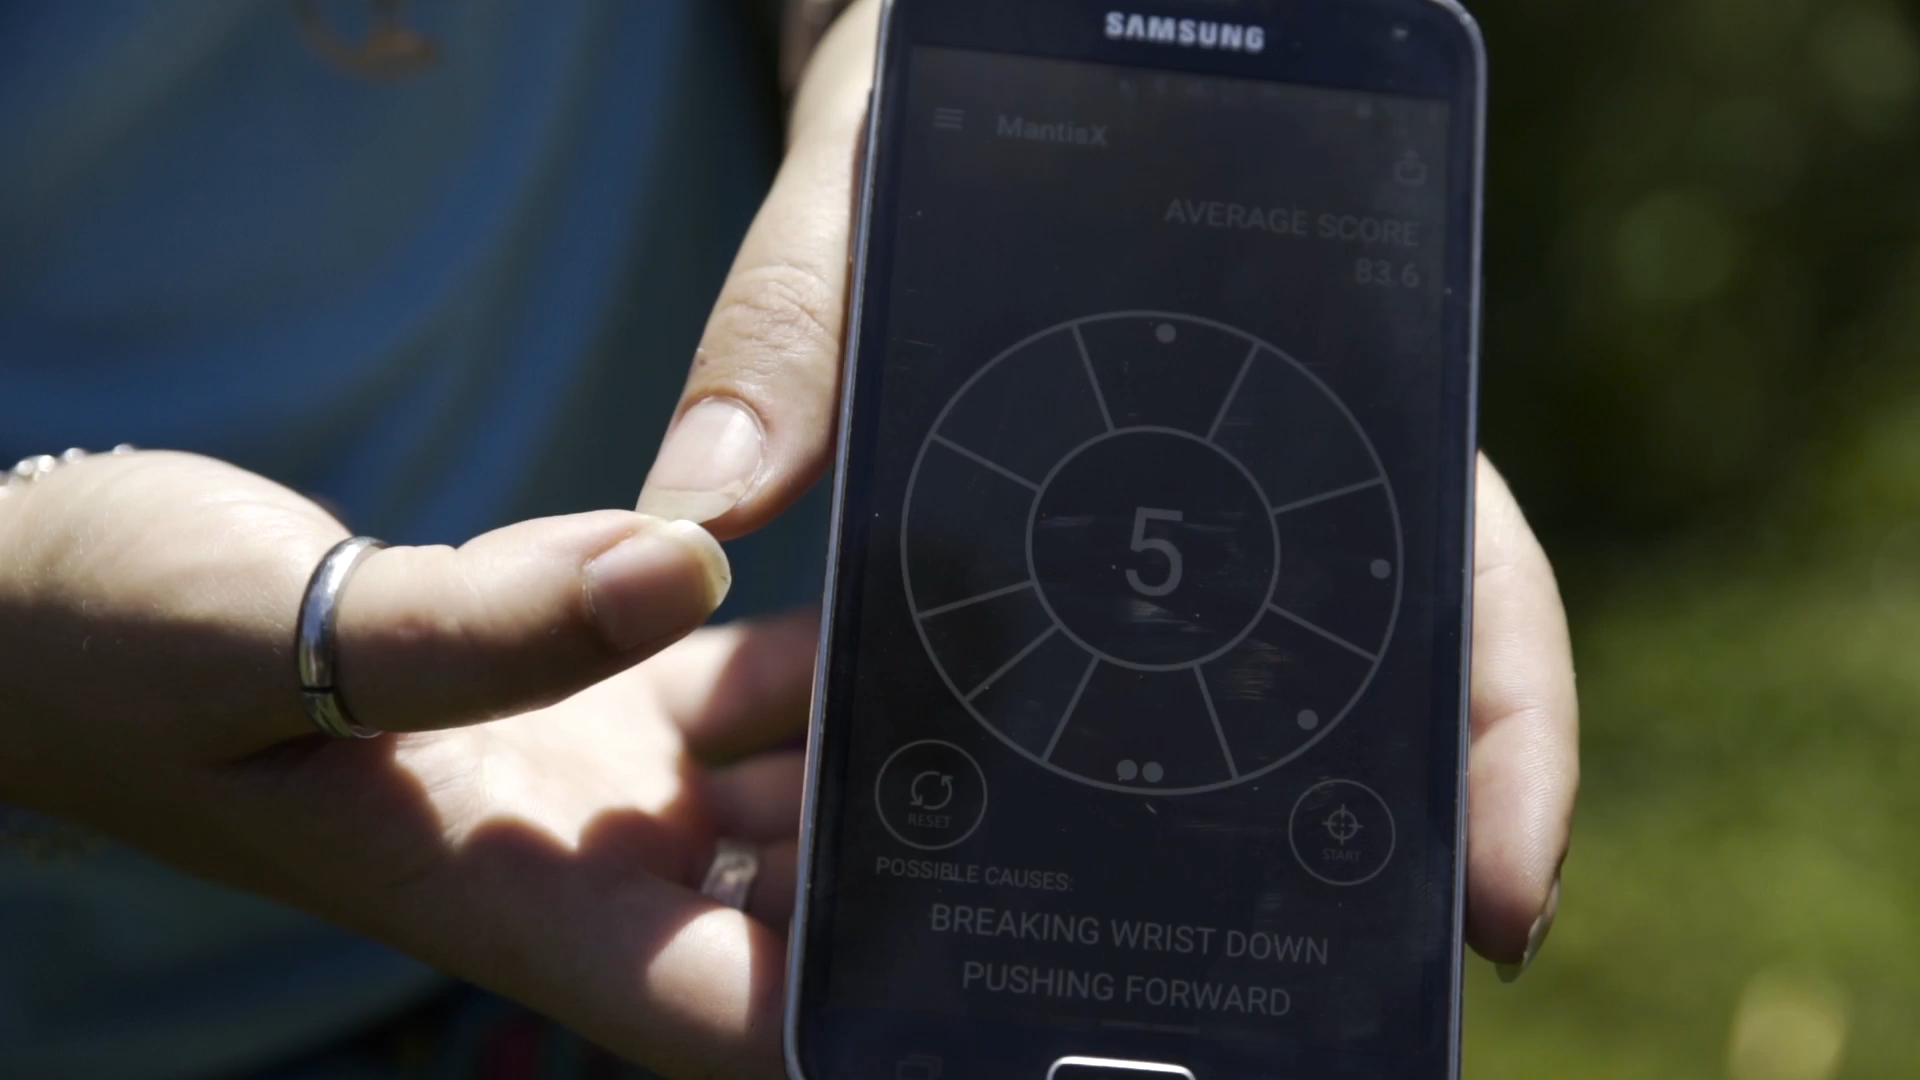 SAMSUNG
MantisX
AVERAGE SCORE
83.6
5
RESET
START
POSSIBLE CAUSES:
BREAKING WRIST DOWN
PUSHING FORWARD